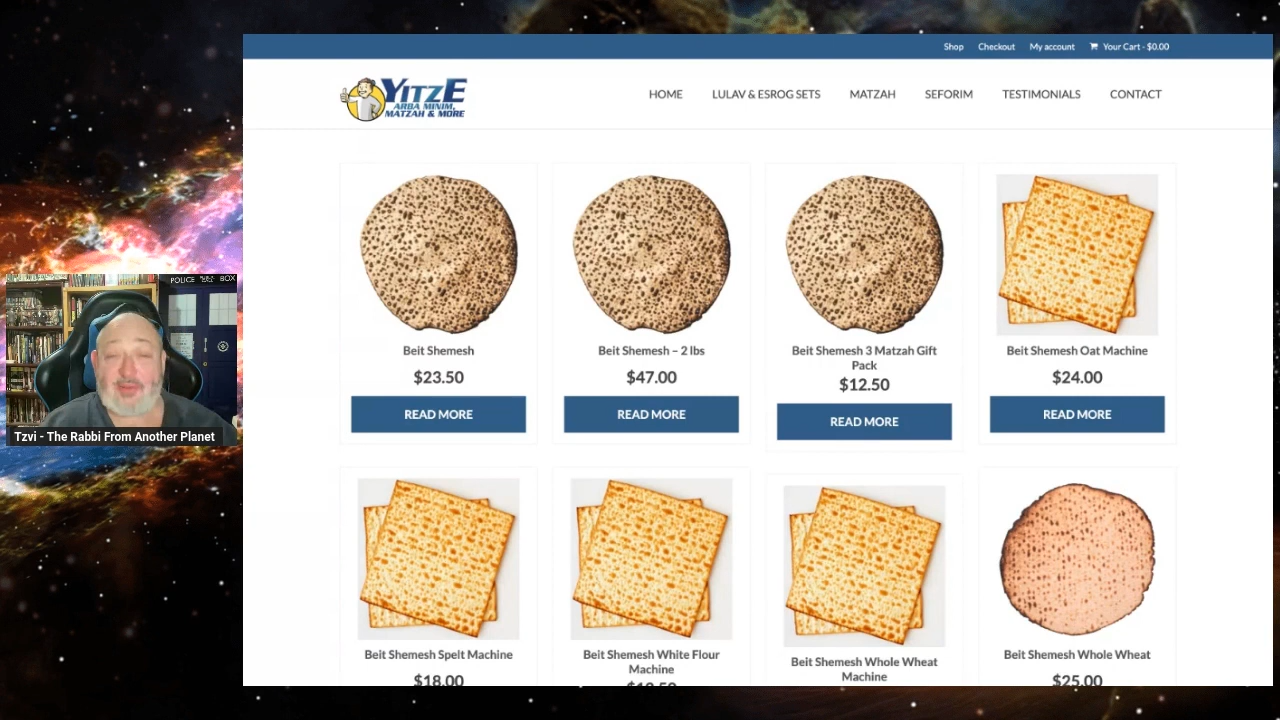 Shop Checkout My account Your Cart - $0.00
YITZE
ARBA MINIM,
MATZAH & MORE
HOME LULAV & ESROG SETS MATZAH SEFORIM TESTIMONIALS CONTACT
Beit Shemesh
$23.50
READ MORE
Beit Shemesh – 2 lbs
$47.00
READ MORE
Beit Shemesh 3 Matzah Gift
Pack
$12.50
READ MORE
Beit Shemesh Oat Machine
$24.00
READ MORE
POLICE BOX
Tzvi - The Rabbi From Another Planet
Beit Shemesh Spelt Machine
$18.00
Beit Shemesh White Flour
Machine
Beit Shemesh Whole Wheat
Machine
Beit Shemesh Whole Wheat
$25.00